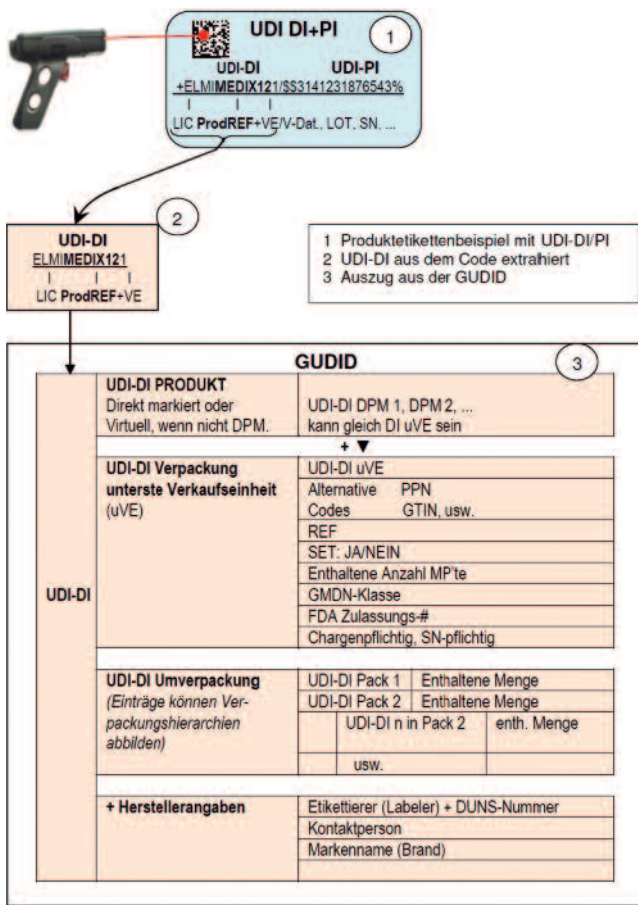 UDI DI+PI
1
UDI-DI UDI-PI
+ELMIMEDIX121/$$3141231876543%
LIC ProdREF+VE/V-Dat., LOT, SN, ...
2
UDI-DI
ELMIMEDIX121
LIC ProdREF+VE
1 Produktetikettenbeispiel mit UDI-DI/PI
2 UDI-DI aus dem Code extrahiert
3 Auszug aus der GUDID
GUDID
3
UDI-DI
UDI-DI PRODUKT
Direkt markiert oder
Virtuell, wenn nicht DPM.
UDI-DI DPM 1, DPM 2, ...
kann gleich DI uVE sein
+ ▼
UDI-DI Verpackung
unterste Verkaufseinheit
(uVE)
UDI-DI uVE
Alternative PPN
Codes GTIN, usw.
REF
SET: JA/NEIN
Enthaltene Anzahl MP'te
GMDN-Klasse
FDA Zulassungs-#
Chargenpflichtig, SN-pflichtig
UDI-DI Umverpackung
(Einträge können Ver-
packungshierarchien
abbilden)
UDI-DI Pack 1 Enthaltene Menge
UDI-DI Pack 2 Enthaltene Menge
UDI-DI n in Pack 2 enth. Menge
usw.
+ Herstellerangaben
Etikettierer (Labeler) + DUNS-Nummer
Kontaktperson
Markenname (Brand)